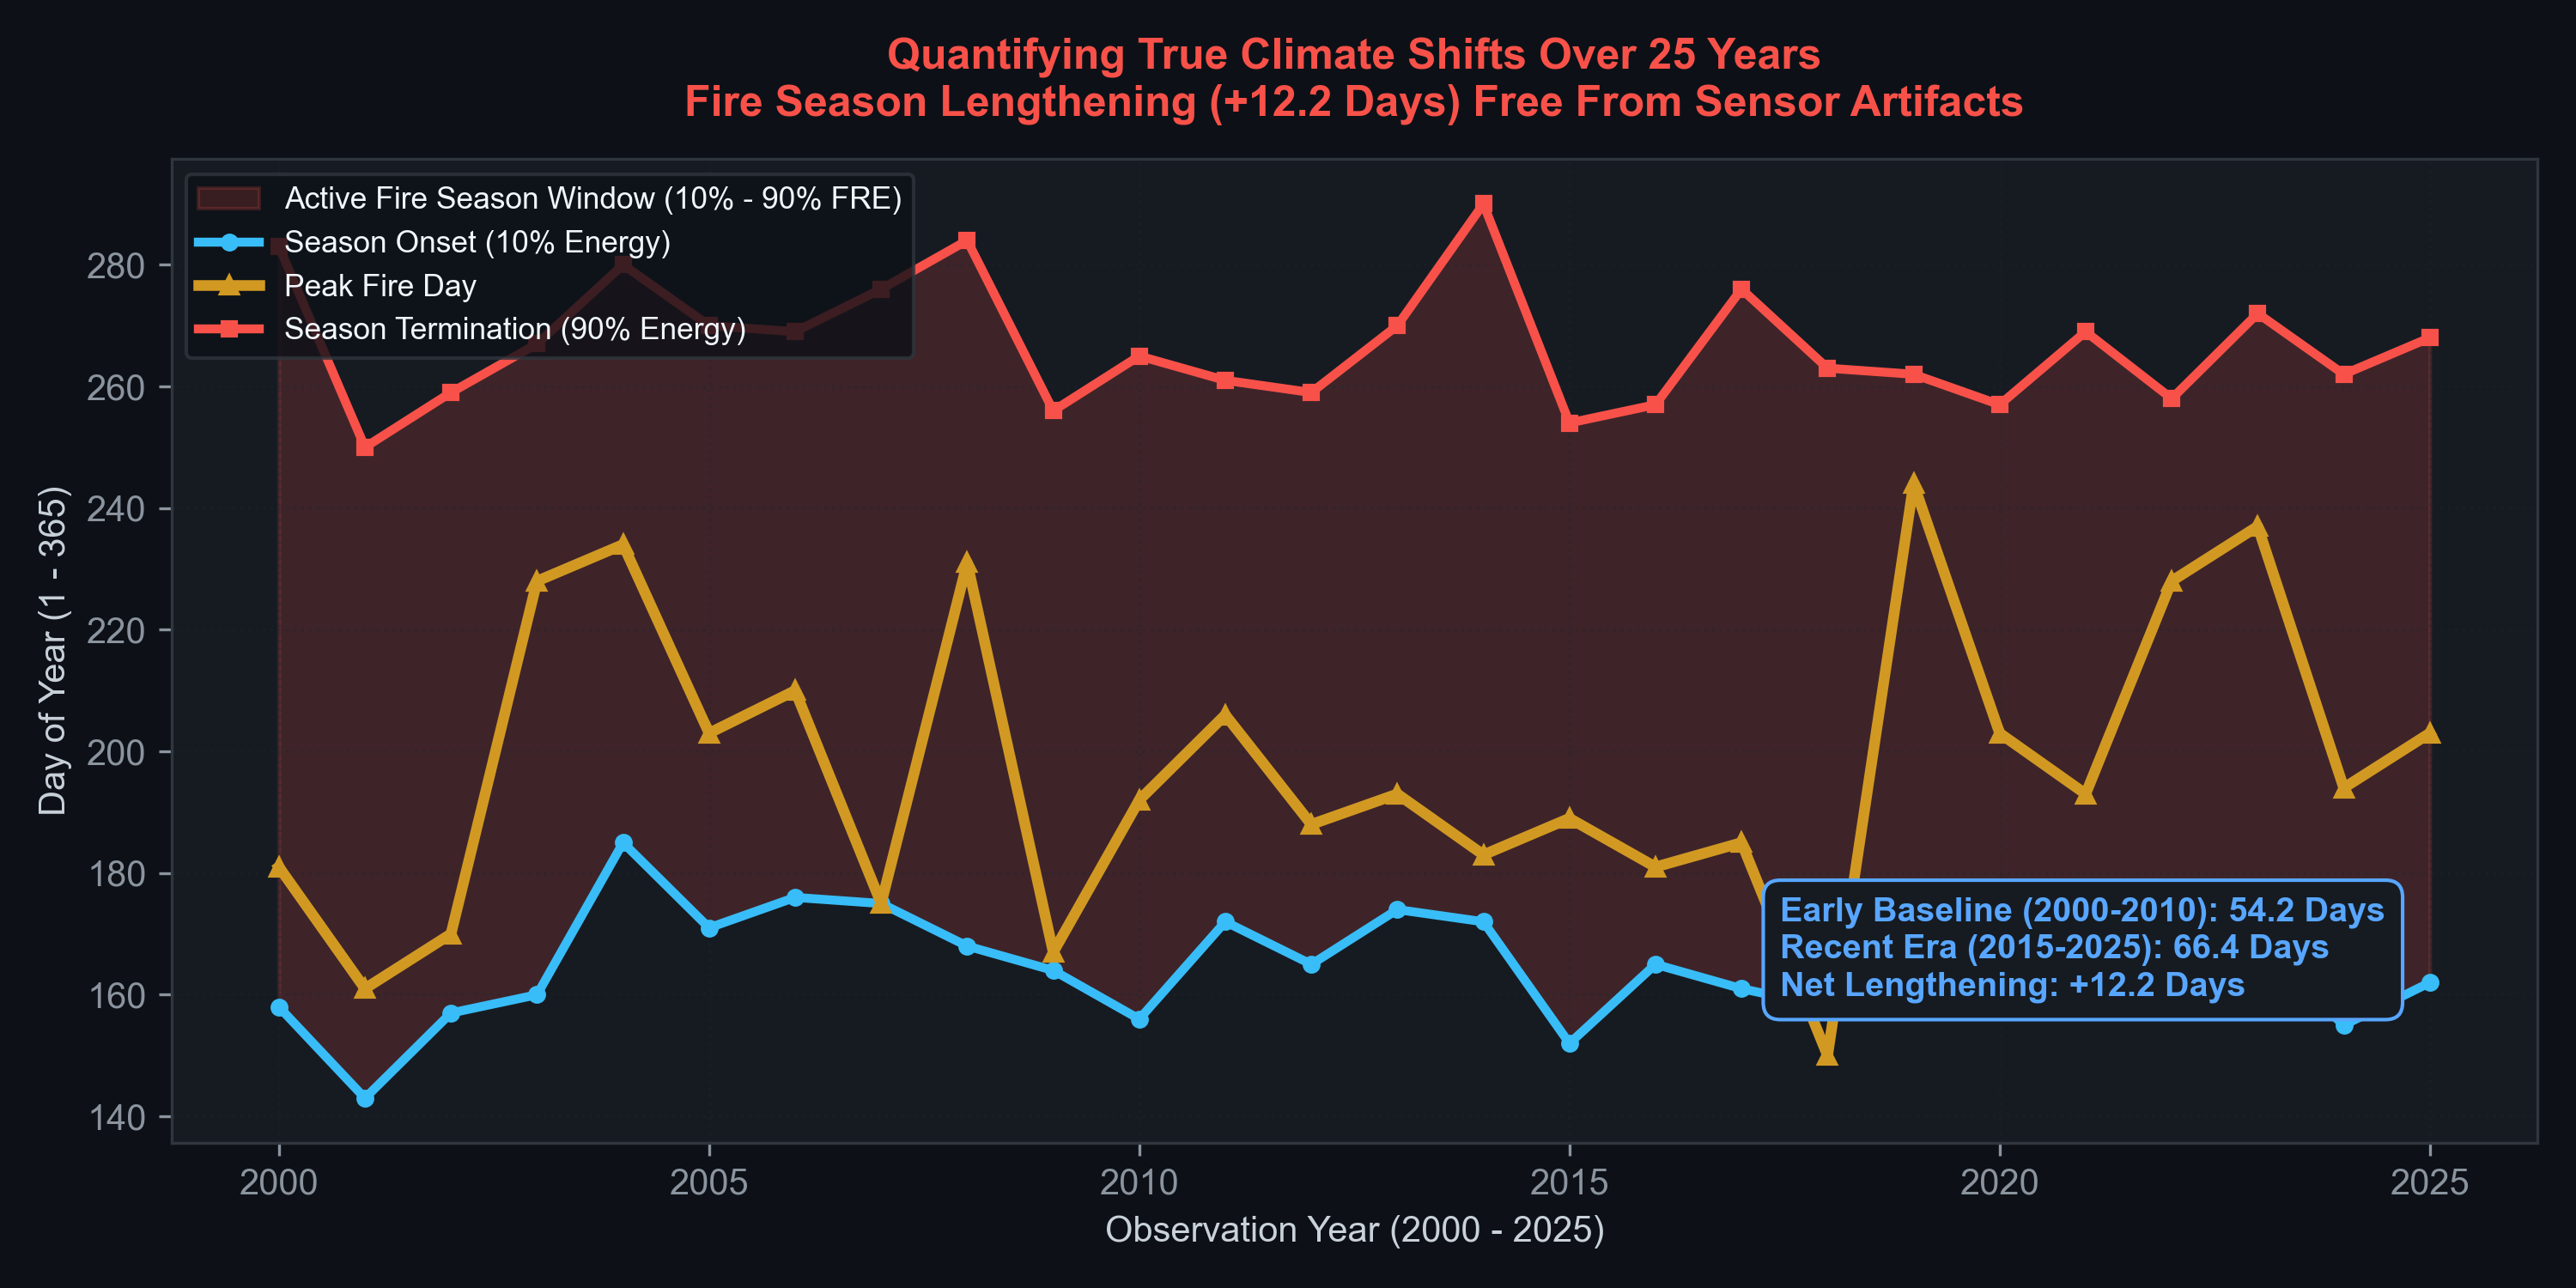 Quantifying True Climate Shifts Over 25 Years
Fire Season Lengthening (+12.2 Days) Free From Sensor Artifacts
Active Fire Season Window (10% - 90% FRE)
Season Onset (10% Energy)
Peak Fire Day
Season Termination (90% Energy)
Day of Year (1 - 365)
280
260
240
220
200
180
160
140
Early Baseline (2000-2010): 54.2 Days
Recent Era (2015-2025): 66.4 Days
Net Lengthening: +12.2 Days
2000
2005
2010
2015
2020
2025
Observation Year (2000 - 2025)